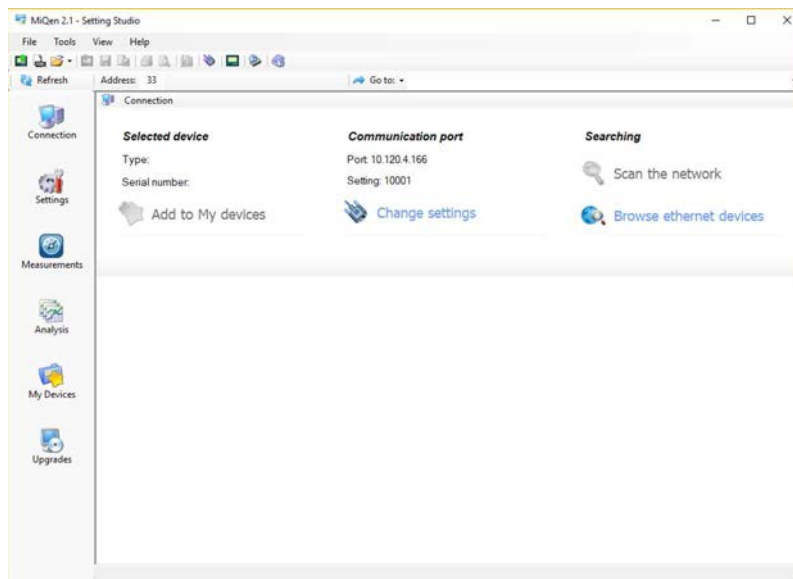 MiQen 2.1 - Setting Studio
File Tools View Help
Refresh Address: 33 Go to:
Connection
Connection
Selected device Communication port Searching
Type: Port: 10.120.4.166 Scan the network
Serial number: Setting: 10001
Add to My devices Change settings Browse ethernet devices
Settings
Measurements
Analysis
My Devices
Upgrades